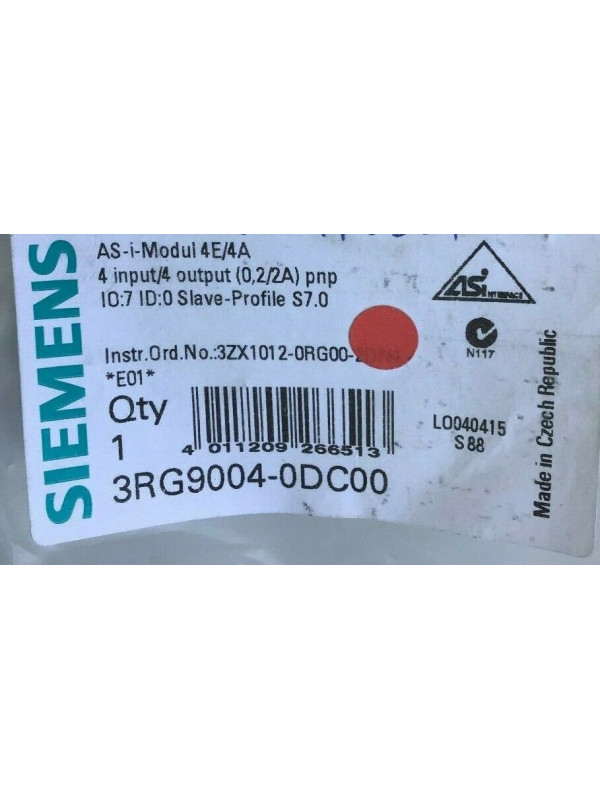 SIEMENS
AS-i-Modul 4E/4A
4 input/4 output (0,2/2A) pnp
IO:7 ID:0 Slave-Profile S7.0
ASi INTERFACE
N117
Instr.Ord.No.:3ZX1012-0RG00-
*E01*
Qty
1
4 011209 266513
LO040415
S88
3RG9004-0DC00
Made in Czech Republic